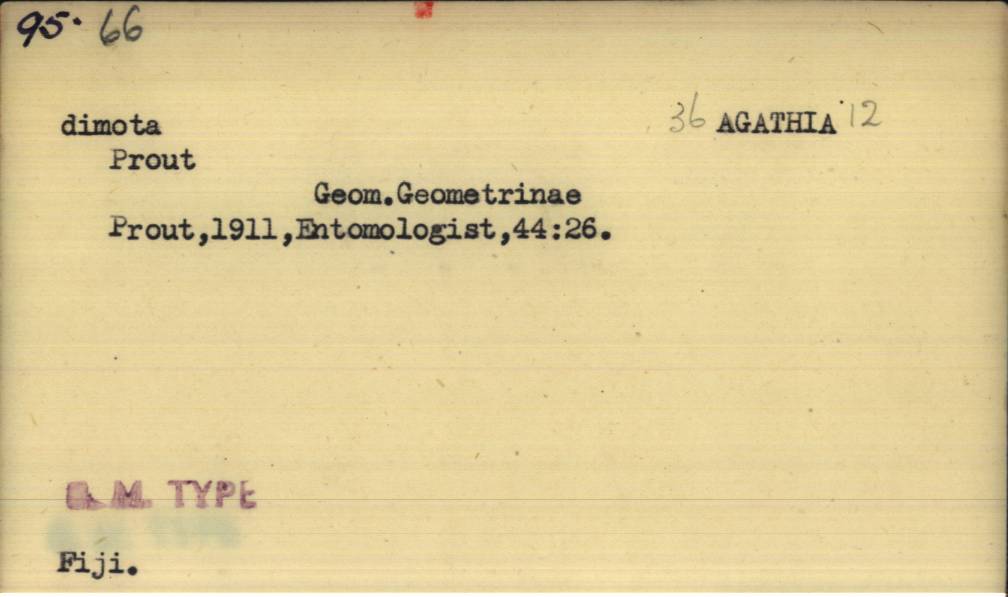 95. 66
dimota 36 AGATHIA 12
Prout
Geom.Geometrinae
Prout,1911,Entomologist,44:26.
B. M. TYPE
Fiji.